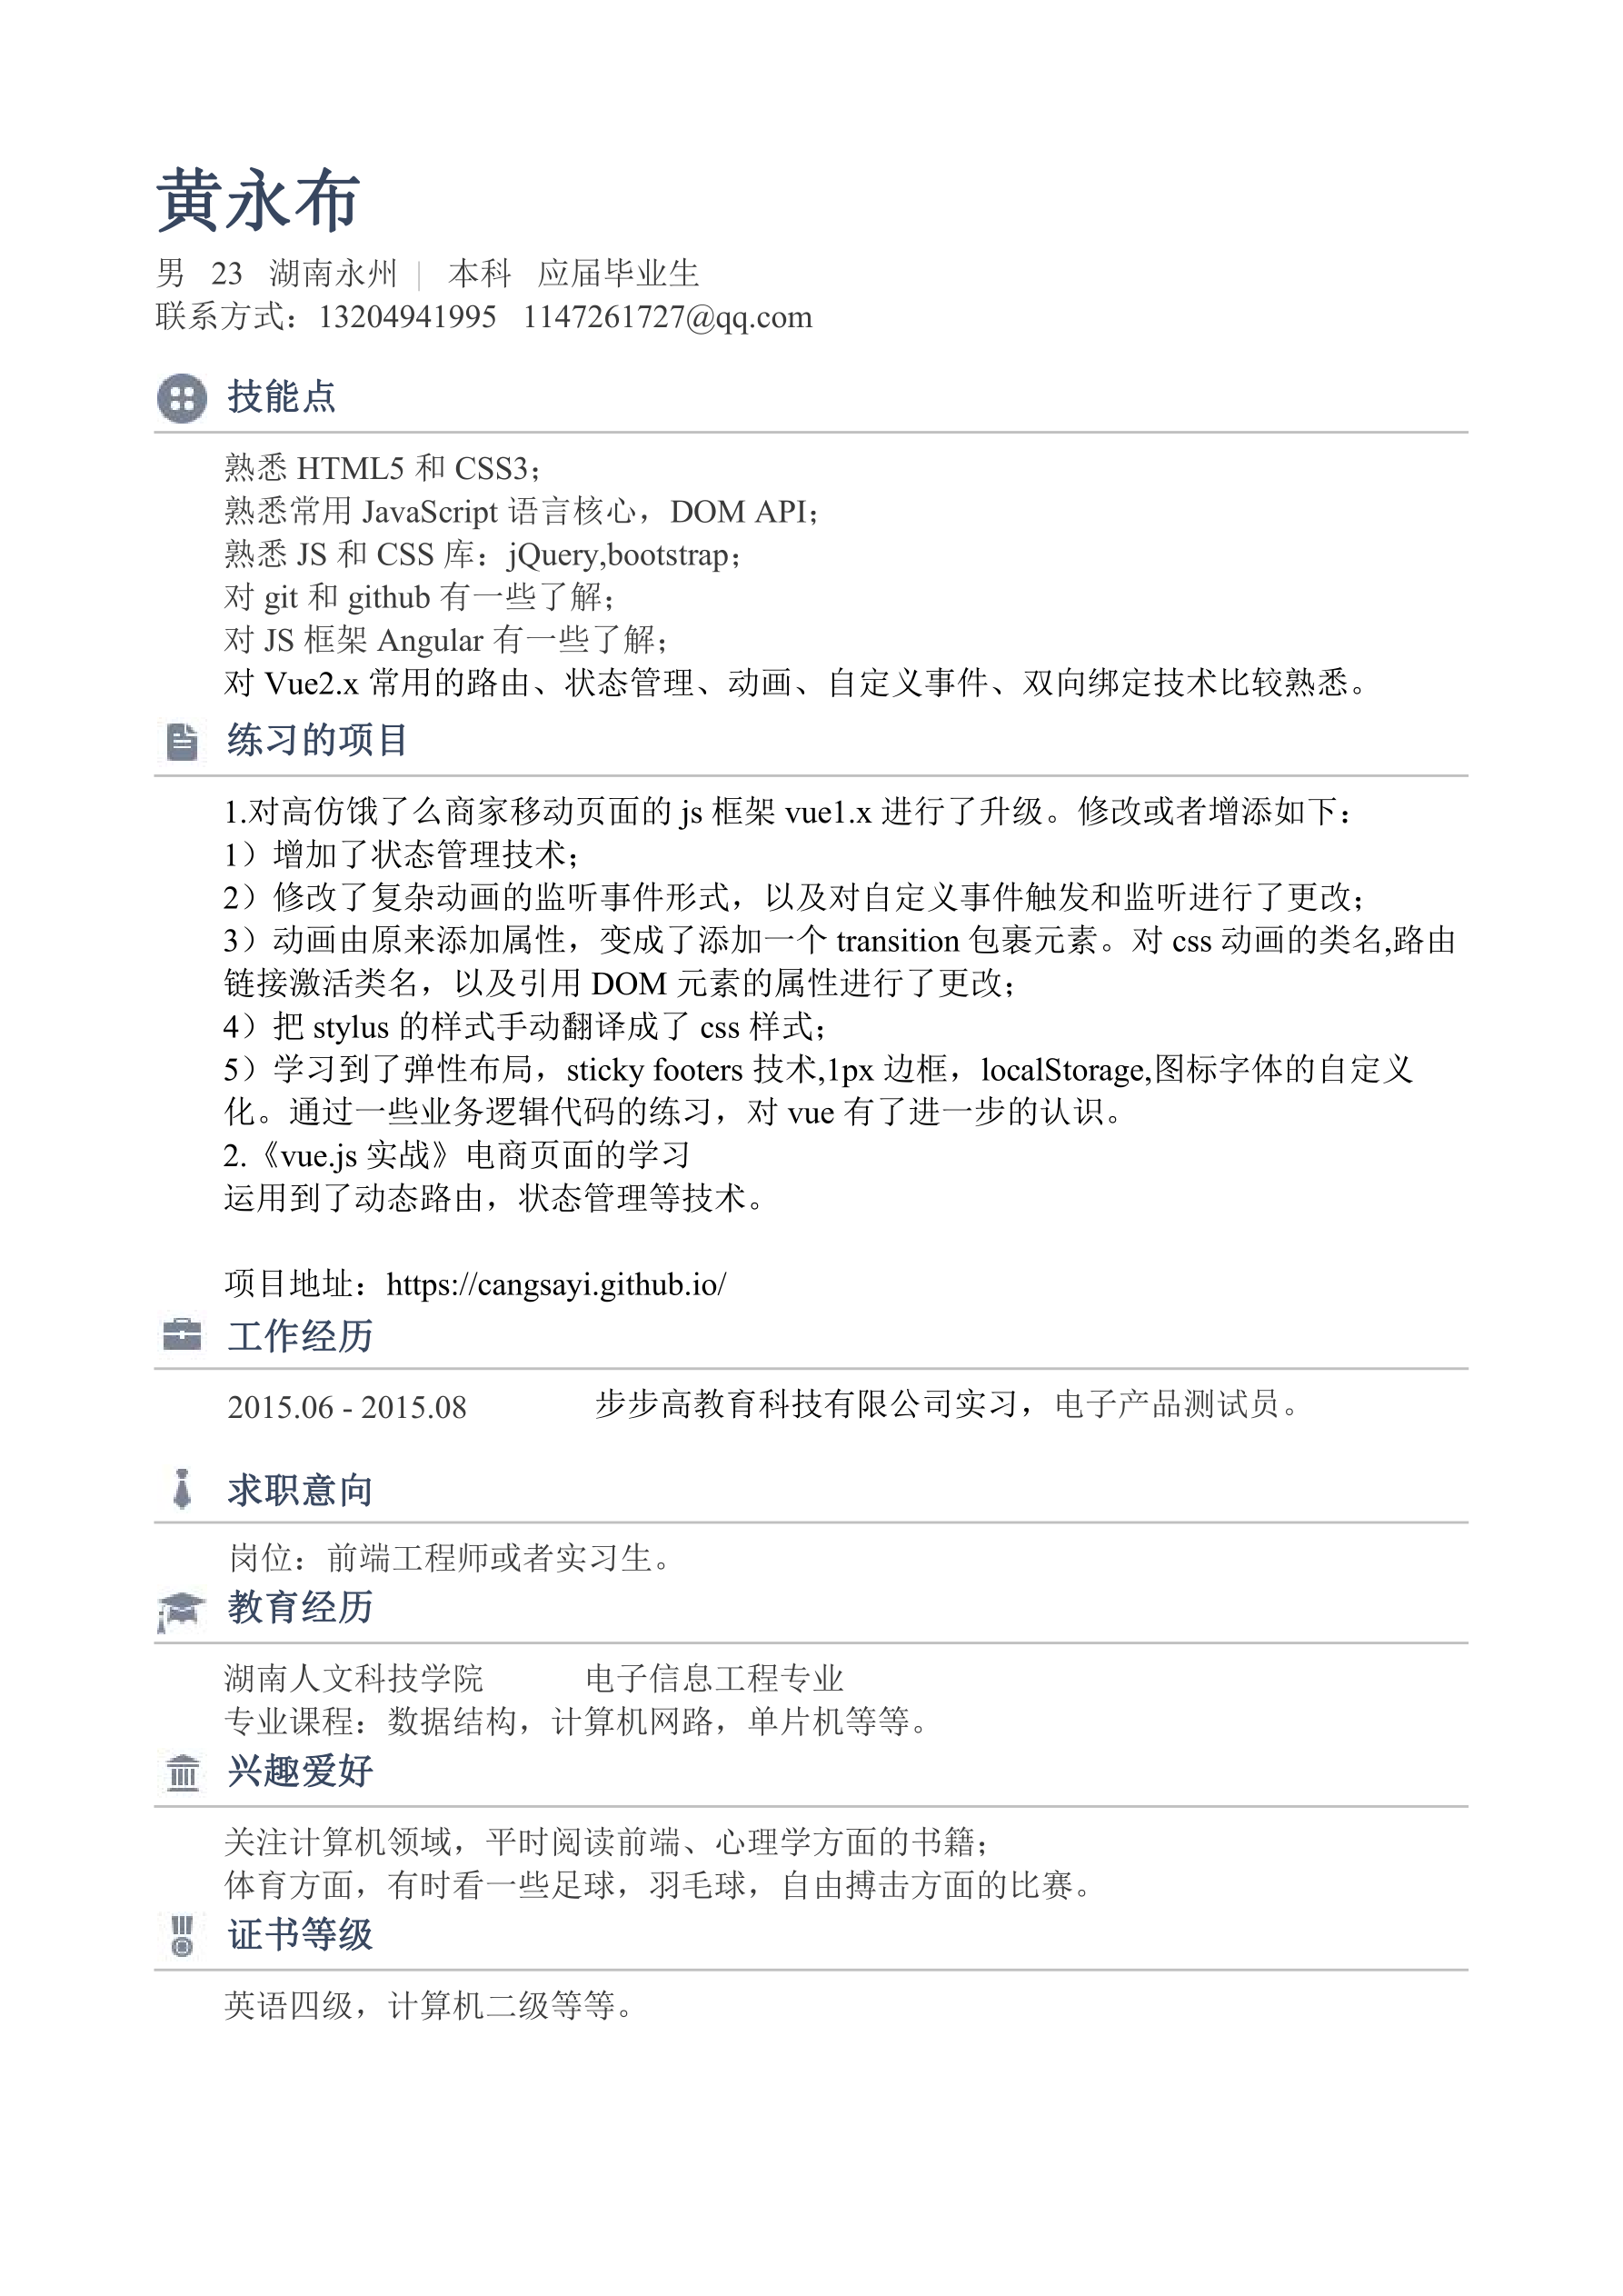 黄永布
男 23 湖南永州 | 本科 应届毕业生
联系方式：13204941995 1147261727@qq.com
技能点
熟悉 HTML5 和 CSS3；
熟悉常用 JavaScript 语言核心，DOM API；
熟悉 JS 和 CSS 库：jQuery,bootstrap；
对 git 和 github 有一些了解；
对 JS 框架 Angular 有一些了解；
对 Vue2.x 常用的路由、状态管理、动画、自定义事件、双向绑定技术比较熟悉。
练习的项目
1.对高仿饿了么商家移动页面的 js 框架 vue1.x 进行了升级。修改或者增添如下：
1）增加了状态管理技术；
2）修改了复杂动画的监听事件形式，以及对自定义事件触发和监听进行了更改；
3）动画由原来添加属性，变成了添加一个 transition 包裹元素。对 css 动画的类名,路由
链接激活类名，以及引用 DOM 元素的属性进行了更改；
4）把 stylus 的样式手动翻译成了 css 样式；
5）学习到了弹性布局，sticky footers 技术,1px 边框，localStorage,图标字体的自定义
化。通过一些业务逻辑代码的练习，对 vue 有了进一步的认识。
2.《vue.js 实战》电商页面的学习
运用到了动态路由，状态管理等技术。
项目地址：https://cangsayi.github.io/
工作经历
2015.06 - 2015.08 步步高教育科技有限公司实习，电子产品测试员。
求职意向
岗位：前端工程师或者实习生。
教育经历
湖南人文科技学院 电子信息工程专业
专业课程：数据结构，计算机网路，单片机等等。
兴趣爱好
关注计算机领域，平时阅读前端、心理学方面的书籍；
体育方面，有时看一些足球，羽毛球，自由搏击方面的比赛。
证书等级
英语四级，计算机二级等等。